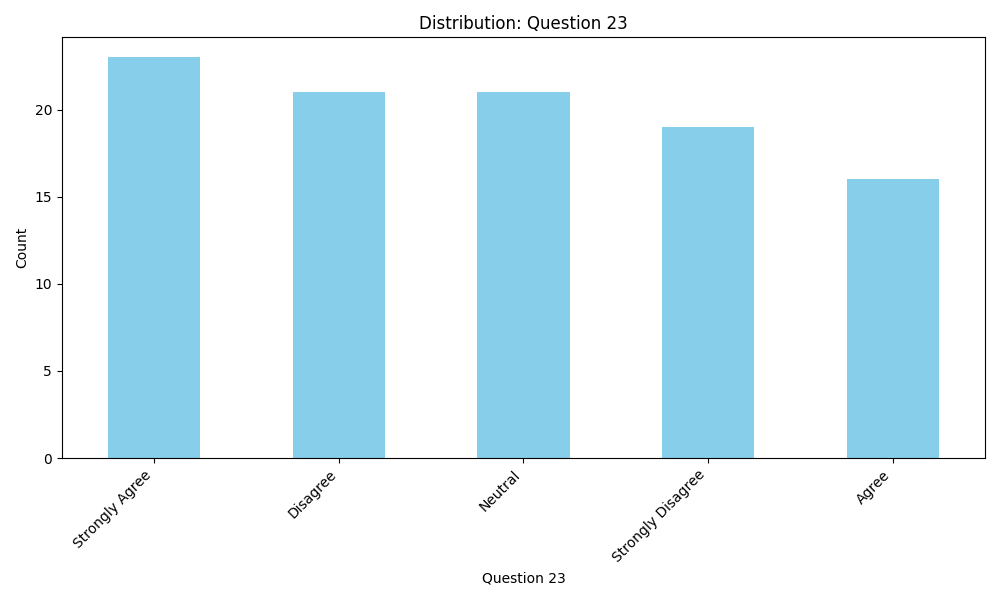 Distribution: Question 23
Count
20
15
10
5
0
Strongly Agree
Disagree
Neutral
Strongly Disagree
Agree
Question 23